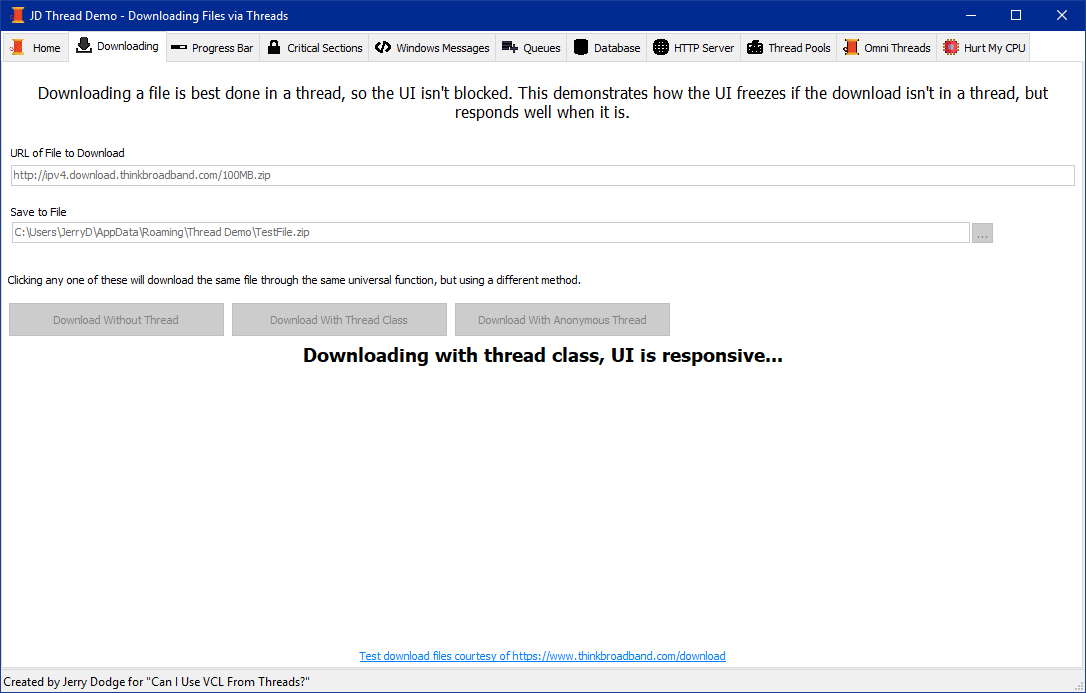 JD Thread Demo - Downloading Files via Threads
Home Downloading Progress Bar Critical Sections Windows Messages Queues Database HTTP Server Thread Pools Omni Threads Hurt My CPU
Downloading a file is best done in a thread, so the UI isn't blocked. This demonstrates how the UI freezes if the download isn't in a thread, but
responds well when it is.
URL of File to Download
http://ipv4.download.thinkbroadband.com/100MB.zip
Save to File
C:\Users\JerryD\AppData\Roaming\Thread Demo\TestFile.zip
...
Clicking any one of these will download the same file through the same universal function, but using a different method.
Download Without Thread Download With Thread Class Download With Anonymous Thread
Downloading with thread class, UI is responsive...
Test download files courtesy of https://www.thinkbroadband.com/download
Created by Jerry Dodge for "Can I Use VCL From Threads?"